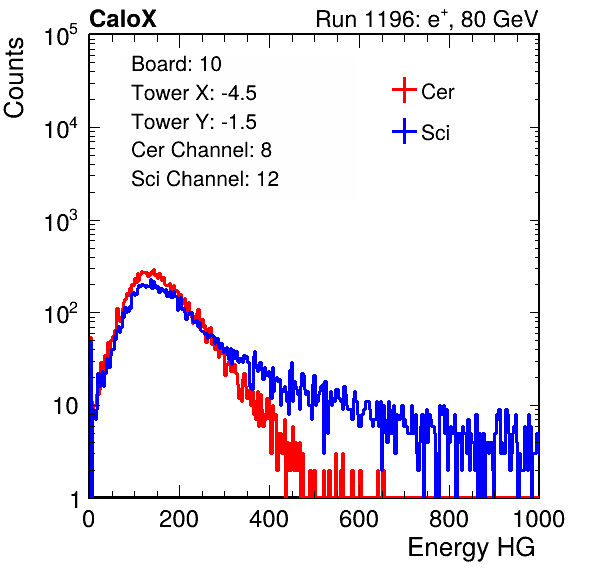 CaloX Run 1196: e⁺, 80 GeV
Counts
10⁵
10⁴
10³
10²
10
1
Board: 10
Tower X: -4.5
Tower Y: -1.5
Cer Channel: 8
Sci Channel: 12
Cer
Sci
0 200 400 600 800 1000
Energy HG